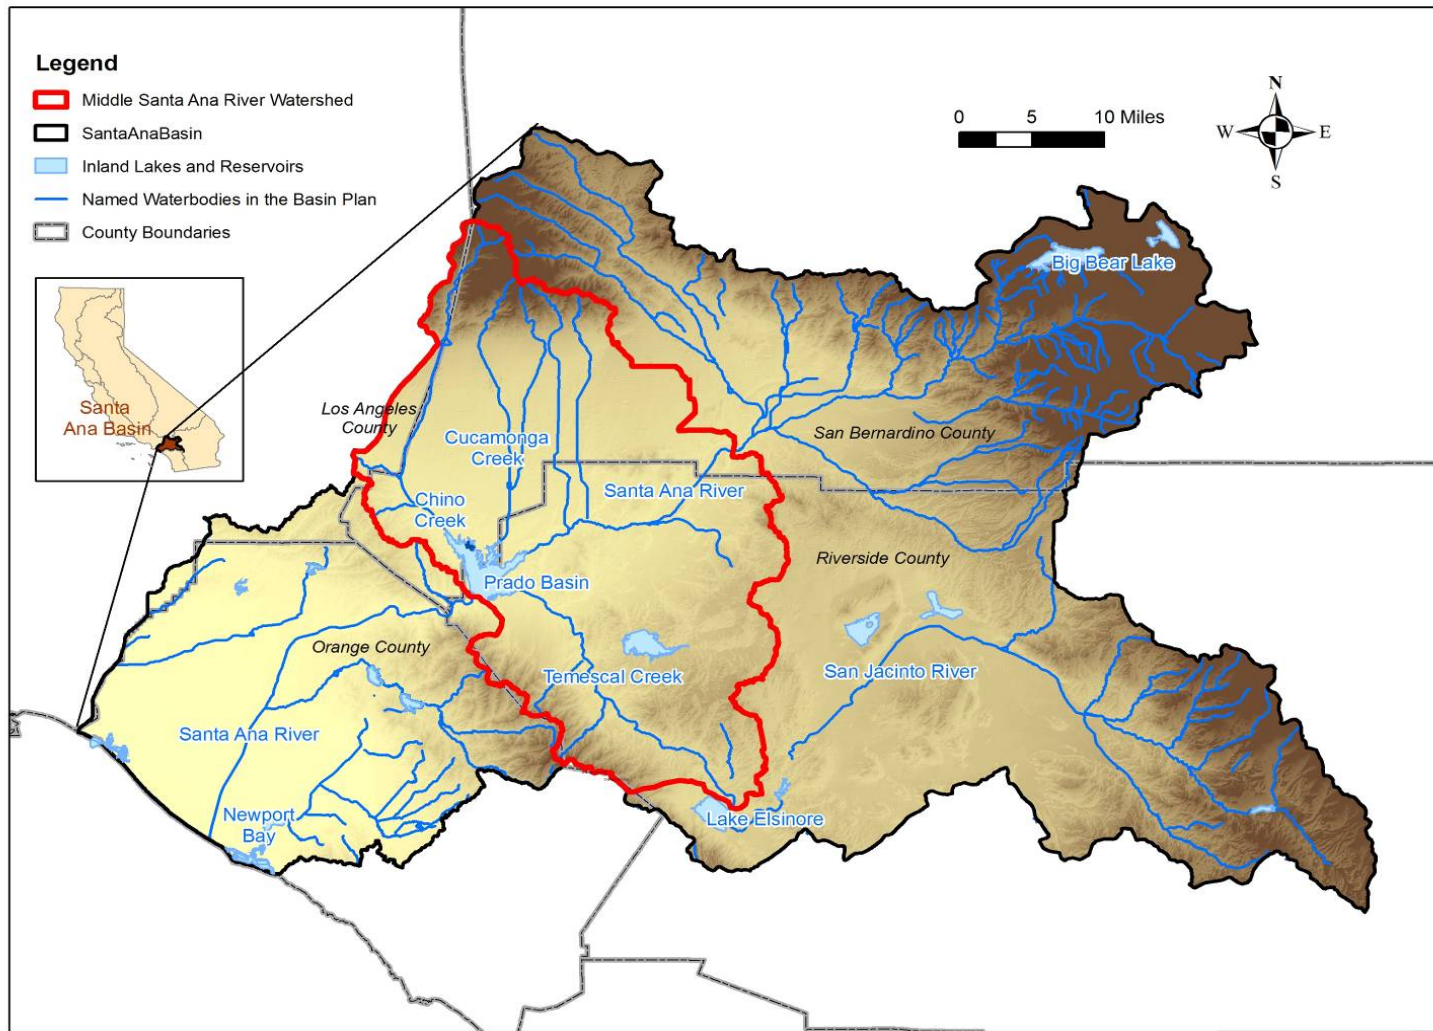 Legend
Middle Santa Ana River Watershed
SantaAnaBasin
Inland Lakes and Reservoirs
Named Waterbodies in the Basin Plan
County Boundaries
0 5 10 Miles
N
W E
S
Santa
Ana Basin
Big Bear Lake
Los Angeles
County
San Bernardino County
Cucamonga
Creek
Santa Ana River
Chino
Creek
Riverside County
Prado Basin
Orange County
Temescal Creek
San Jacinto River
Santa Ana River
Newport
Bay
Lake Elsinore